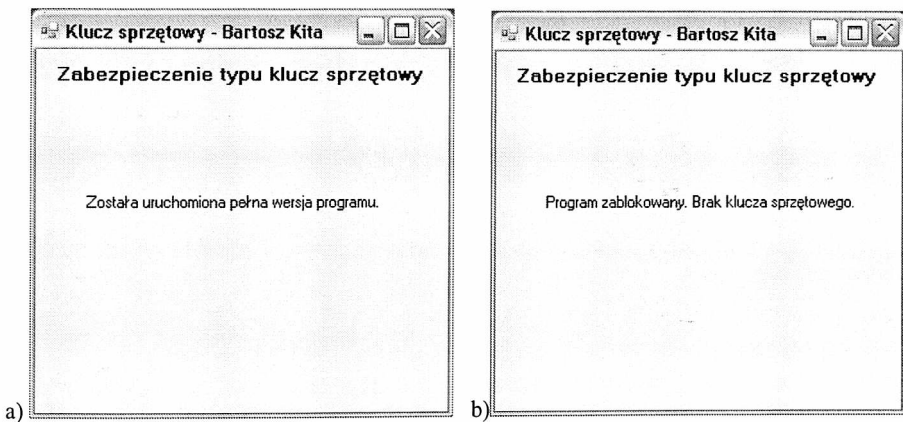 Klucz sprzętowy - Bartosz Kita
Zabezpieczenie typu klucz sprzętowy
Została uruchomiona pełna wersja programu.
a)
Klucz sprzętowy - Bartosz Kita
Zabezpieczenie typu klucz sprzętowy
Program zablokowany. Brak klucza sprzętowego.
b)